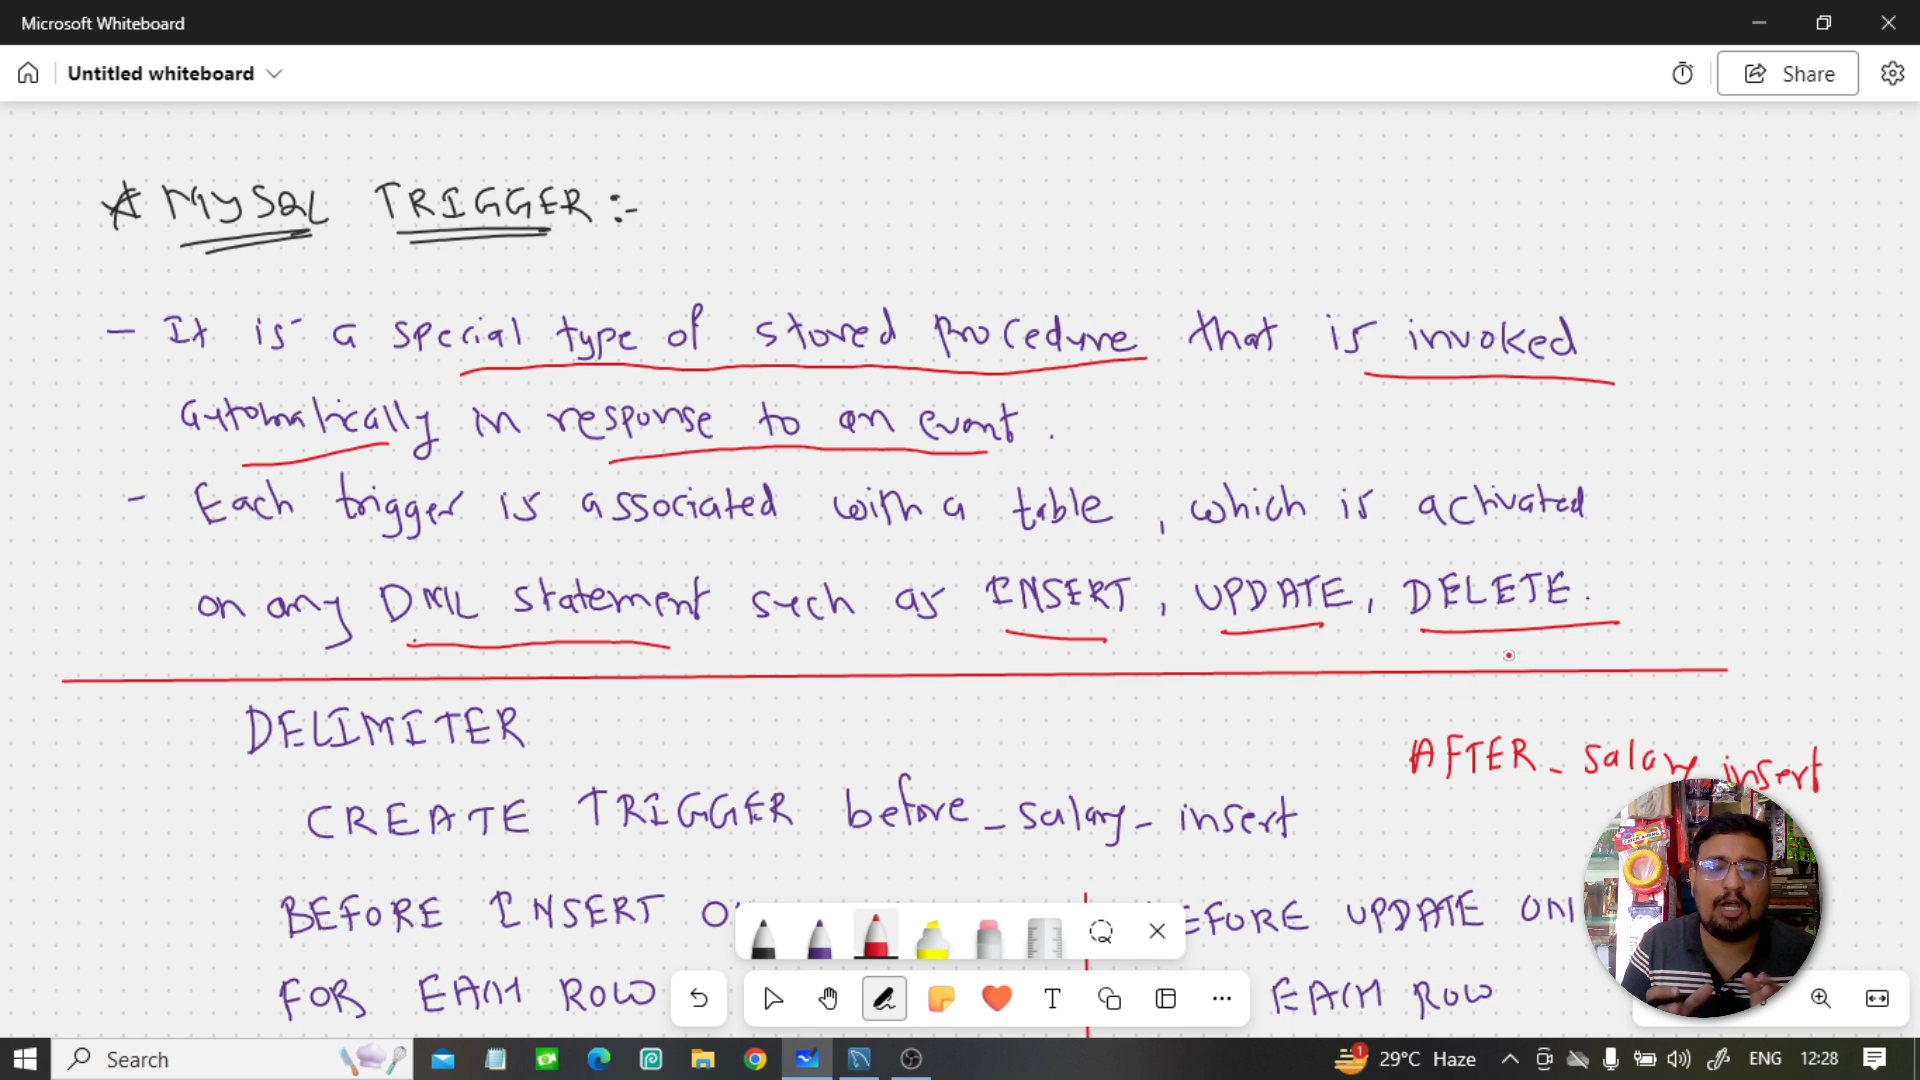 Microsoft Whiteboard
Untitled whiteboard
Share
* MYSQL TRIGGER :-
- It is a special type of stored procedure that is invoked
automatically in response to an event.
- Each trigger is associated with a table, which is activated
on any DML statement such as INSERT, UPDATE, DELETE.
DELIMITER
AFTER_salary_insert
CREATE TRIGGER before_salary_insert
BEFORE INSERT
EFORE UPDATE ON
FOR EACH ROW
EACH ROW
T
Search
29°C Haze
ENG
12:28